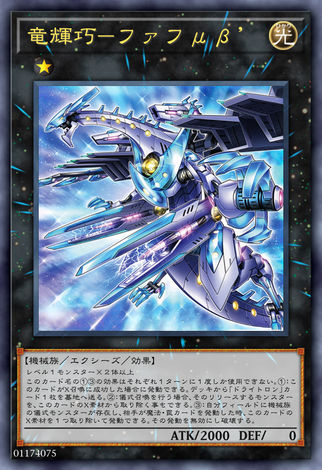 竜輝巧－ファフμβ’
光
【機械族／エクシーズ／効果】
レベル１モンスター×２体以上
このカード名の①③の効果はそれぞれ１ターンに１度しか使用できない。①：こ
のカードがX召喚に成功した場合に発動できる。デッキから「ドライトロン」カ
ード１枚を墓地へ送る。②：儀式召喚を行う場合、そのリリースするモンスター
を、このカードのX素材から取り除く事もできる。③：自分フィールドに機械族
の儀式モンスターが存在し、相手が魔法・罠カードを発動した時、このカードの
X素材を１つ取り除いて発動できる。その発動を無効にし破壊する。
ATK/2000 DEF/ 0
01174075